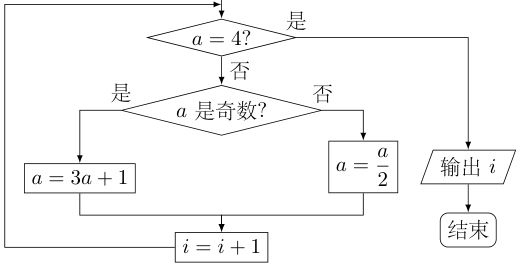 a = 4?
是
否
a 是奇数?
是
否
a = 3a + 1
a = a/2
输出 i
i = i + 1
结束